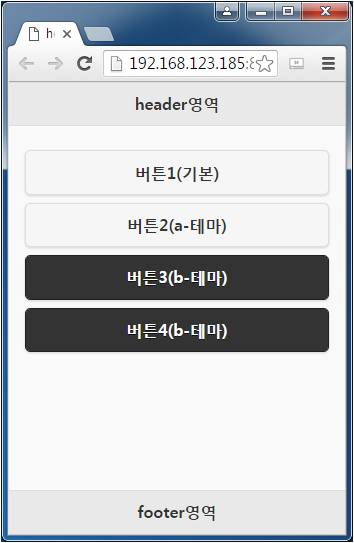 he
192.168.123.185:8
header영역
버튼1(기본)
버튼2(a-테마)
버튼3(b-테마)
버튼4(b-테마)
footer영역